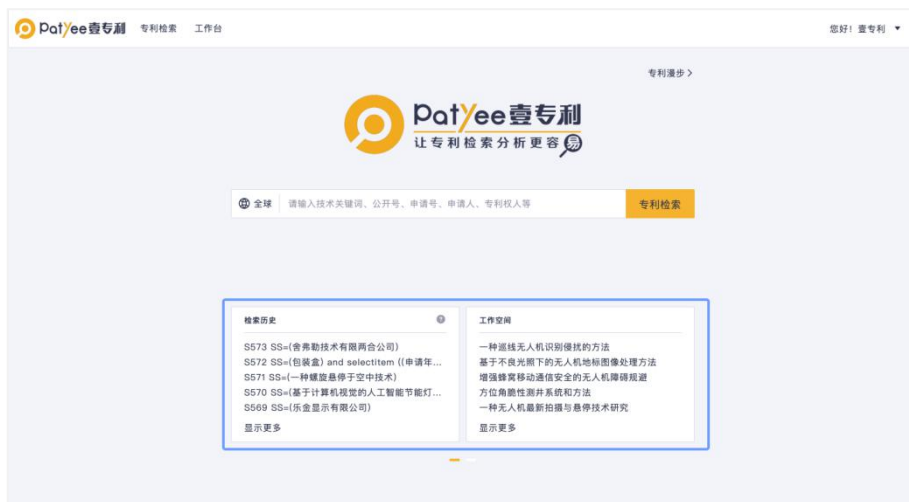 Patyee壹专利 专利检索 工作台 您好！壹专利
专利漫步
Patyee壹专利
让专利检索分析更容易
全球 请输入技术关键词、公开号、申请号、申请人、专利权人等 专利检索
检索历史
S573 SS=(舍弗勒技术有限两合公司)
S572 SS=(包装盒) and selectitem ((申请年...
S571 SS=(一种螺旋悬停于空中技术)
S570 SS=(基于计算机视觉的人工智能节能灯...
S569 SS=(乐金显示有限公司)
显示更多
工作空间
一种巡线无人机识别侵扰的方法
基于不良光照下的无人机地标图像处理方法
增强蜂窝移动通信安全的无人机障碍规避
方位角脆性测井系统和方法
一种无人机最新拍摄与悬停技术研究
显示更多